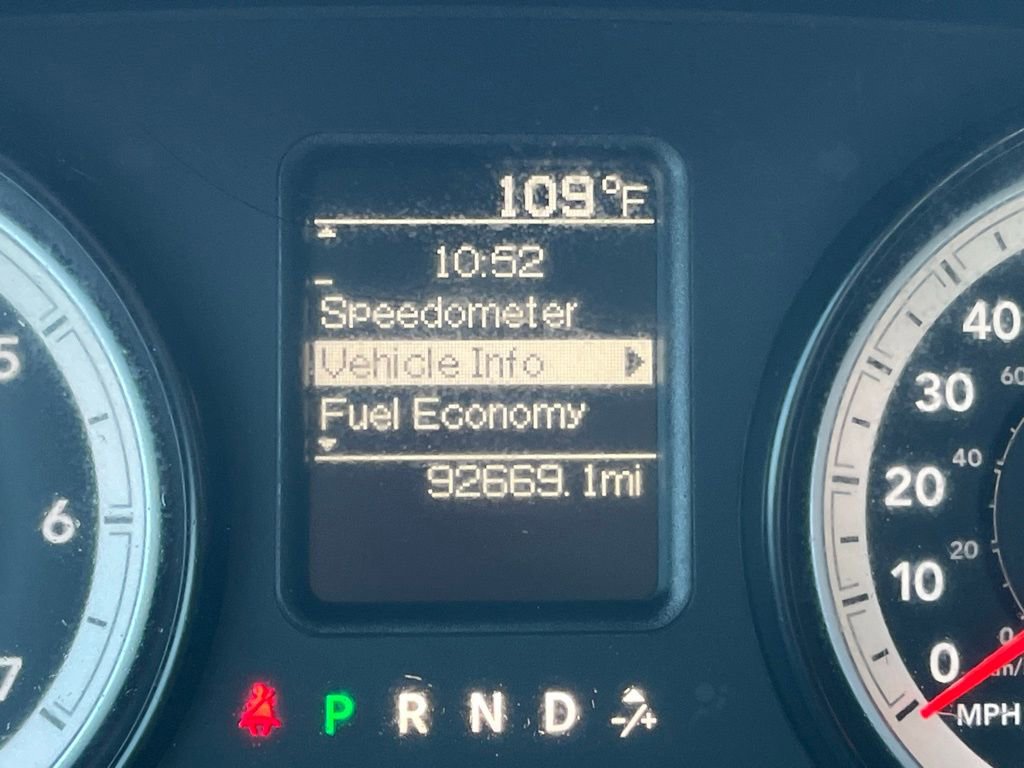 109°F
10:52
Speedometer
Vehicle Info
Fuel Economy
92669.1mi
P R N D -/+
5
6
7
40
30
20
10
0
MPH
60
40
20
0